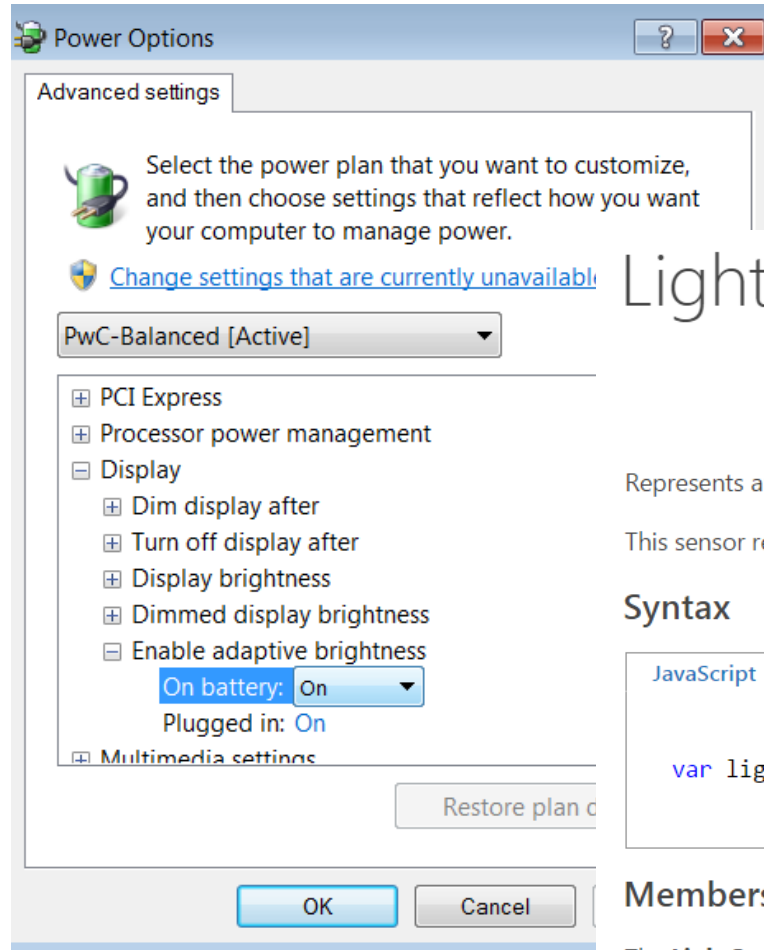 Power Options
Advanced settings
Select the power plan that you want to customize,
and then choose settings that reflect how you want
your computer to manage power.
Change settings that are currently unavailable
PwC-Balanced [Active]
PCI Express
Processor power management
Display
Dim display after
Turn off display after
Display brightness
Dimmed display brightness
Enable adaptive brightness
On battery: On
Plugged in: On
Multimedia settings
Restore plan
OK
Cancel
Light
Represents a
This sensor
Syntax
JavaScript
var
Members